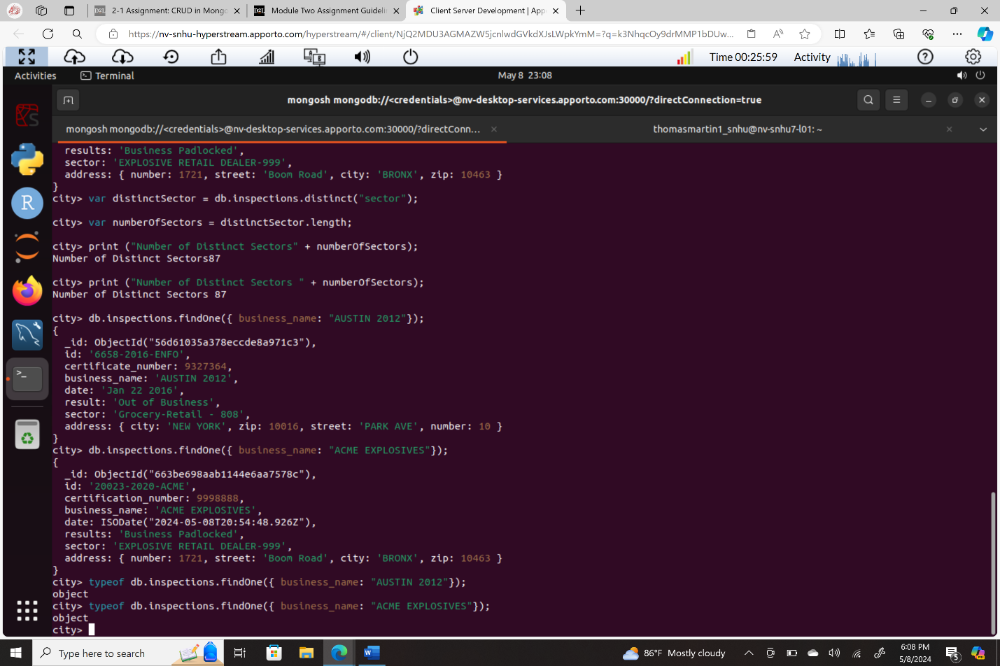 2-1 Assignment: CRUD in Mongo
Module Two Assignment Guideli
Client Server Development | App
https://nv-snhu-hyperstream.apporto.com/hyperstream/#/client/NjQ2MDU3AGMAZW5jcnlwdGVkdXJsLWpkYmM=?q=k3NhqcOy9drMMP1bDUw...
Time 00:25:59 Activity
Activities Terminal May 8 23:08
mongosh mongodb://<credentials>@nv-desktop-services.apporto.com:30000/?directConnection=true
mongosh mongodb://<credentials>@nv-desktop-services.apporto.com:30000/?directConn... thomasmartin1_snhu@nv-snhu7-l01: ~
results: 'Business Padlocked',
sector: 'EXPLOSIVE RETAIL DEALER-999',
address: { number: 1721, street: 'Boom Road', city: 'BRONX', zip: 10463 }
}
city> var distinctSector = db.inspections.distinct("sector");
city> var numberOfSectors = distinctSector.length;
city> print ("Number of Distinct Sectors" + numberOfSectors);
Number of Distinct Sectors87
city> print ("Number of Distinct Sectors " + numberOfSectors);
Number of Distinct Sectors 87
city> db.inspections.findOne({ business_name: "AUSTIN 2012"});
{
_id: ObjectId("56d61035a378eccde8a971c3"),
id: '6658-2016-ENFO',
certificate_number: 9327364,
business_name: 'AUSTIN 2012',
date: 'Jan 22 2016',
result: 'Out of Business',
sector: 'Grocery-Retail - 808',
address: { city: 'NEW YORK', zip: 10016, street: 'PARK AVE', number: 10 }
}
city> db.inspections.findOne({ business_name: "ACME EXPLOSIVES"});
{
_id: ObjectId("663be698aab1144e6aa7578c"),
id: '20023-2020-ACME',
certification_number: 9998888,
business_name: 'ACME EXPLOSIVES',
date: ISODate("2024-05-08T20:54:48.926Z"),
results: 'Business Padlocked',
sector: 'EXPLOSIVE RETAIL DEALER-999',
address: { number: 1721, street: 'Boom Road', city: 'BRONX', zip: 10463 }
}
city> typeof db.inspections.findOne({ business_name: "AUSTIN 2012"});
object
city> typeof db.inspections.findOne({ business_name: "ACME EXPLOSIVES"});
object
city>
Type here to search
86°F Mostly cloudy
6:08 PM
5/8/2024
5